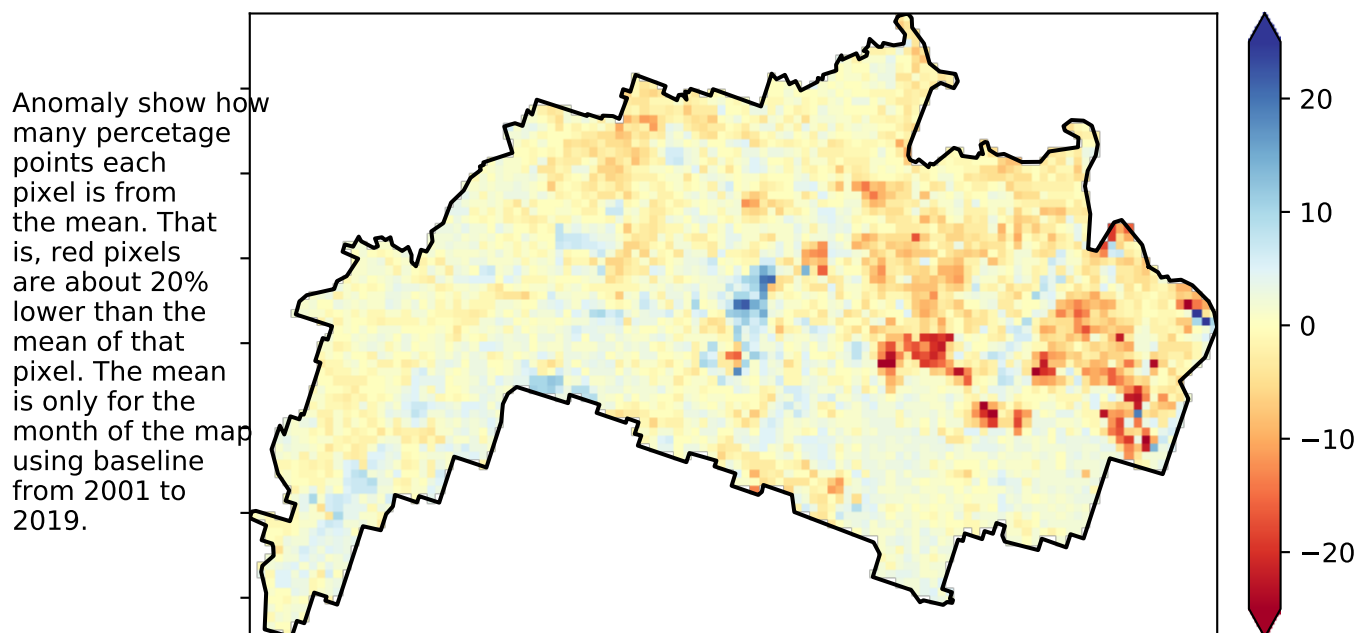 Anomaly show how
many percetage
points each
pixel is from
the mean. That
is, red pixels
are about 20%
lower than the
mean of that
pixel. The mean
is only for the
month of the map
using baseline
from 2001 to
2019.
20
10
0
−10
−20